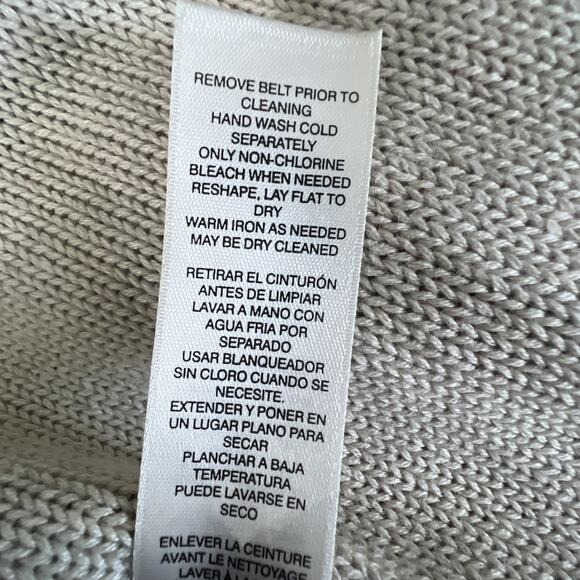 REMOVE BELT PRIOR TO
CLEANING
HAND WASH COLD
SEPARATELY
ONLY NON-CHLORINE
BLEACH WHEN NEEDED
RESHAPE, LAY FLAT TO
DRY
WARM IRON AS NEEDED
MAY BE DRY CLEANED
RETIRAR EL CINTURÓN
ANTES DE LIMPIAR
LAVAR A MANO CON
AGUA FRIA POR
SEPARADO
USAR BLANQUEADOR
SIN CLORO CUANDO SE
NECESITE.
EXTENDER Y PONER EN
UN LUGAR PLANO PARA
SECAR
PLANCHAR A BAJA
TEMPERATURA
PUEDE LAVARSE EN
SECO
ENLEVER LA CEINTURE
AVANT LE NETTOYAGE
LAVER À